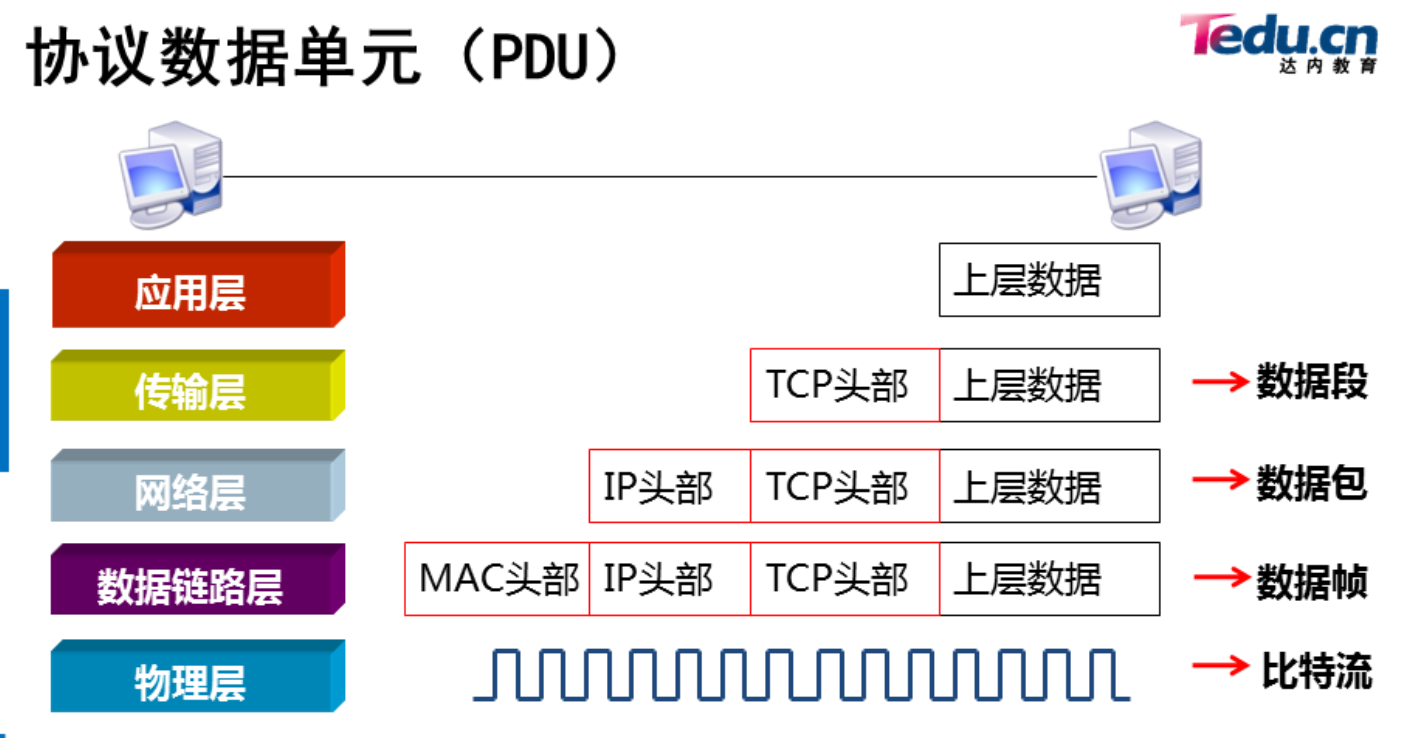 协议数据单元（PDU）
Tedu.cn
达内教育
应用层
上层数据
传输层
TCP头部 上层数据
数据段
网络层
IP头部 TCP头部 上层数据
数据包
数据链路层
MAC头部 IP头部 TCP头部 上层数据
数据帧
物理层
比特流